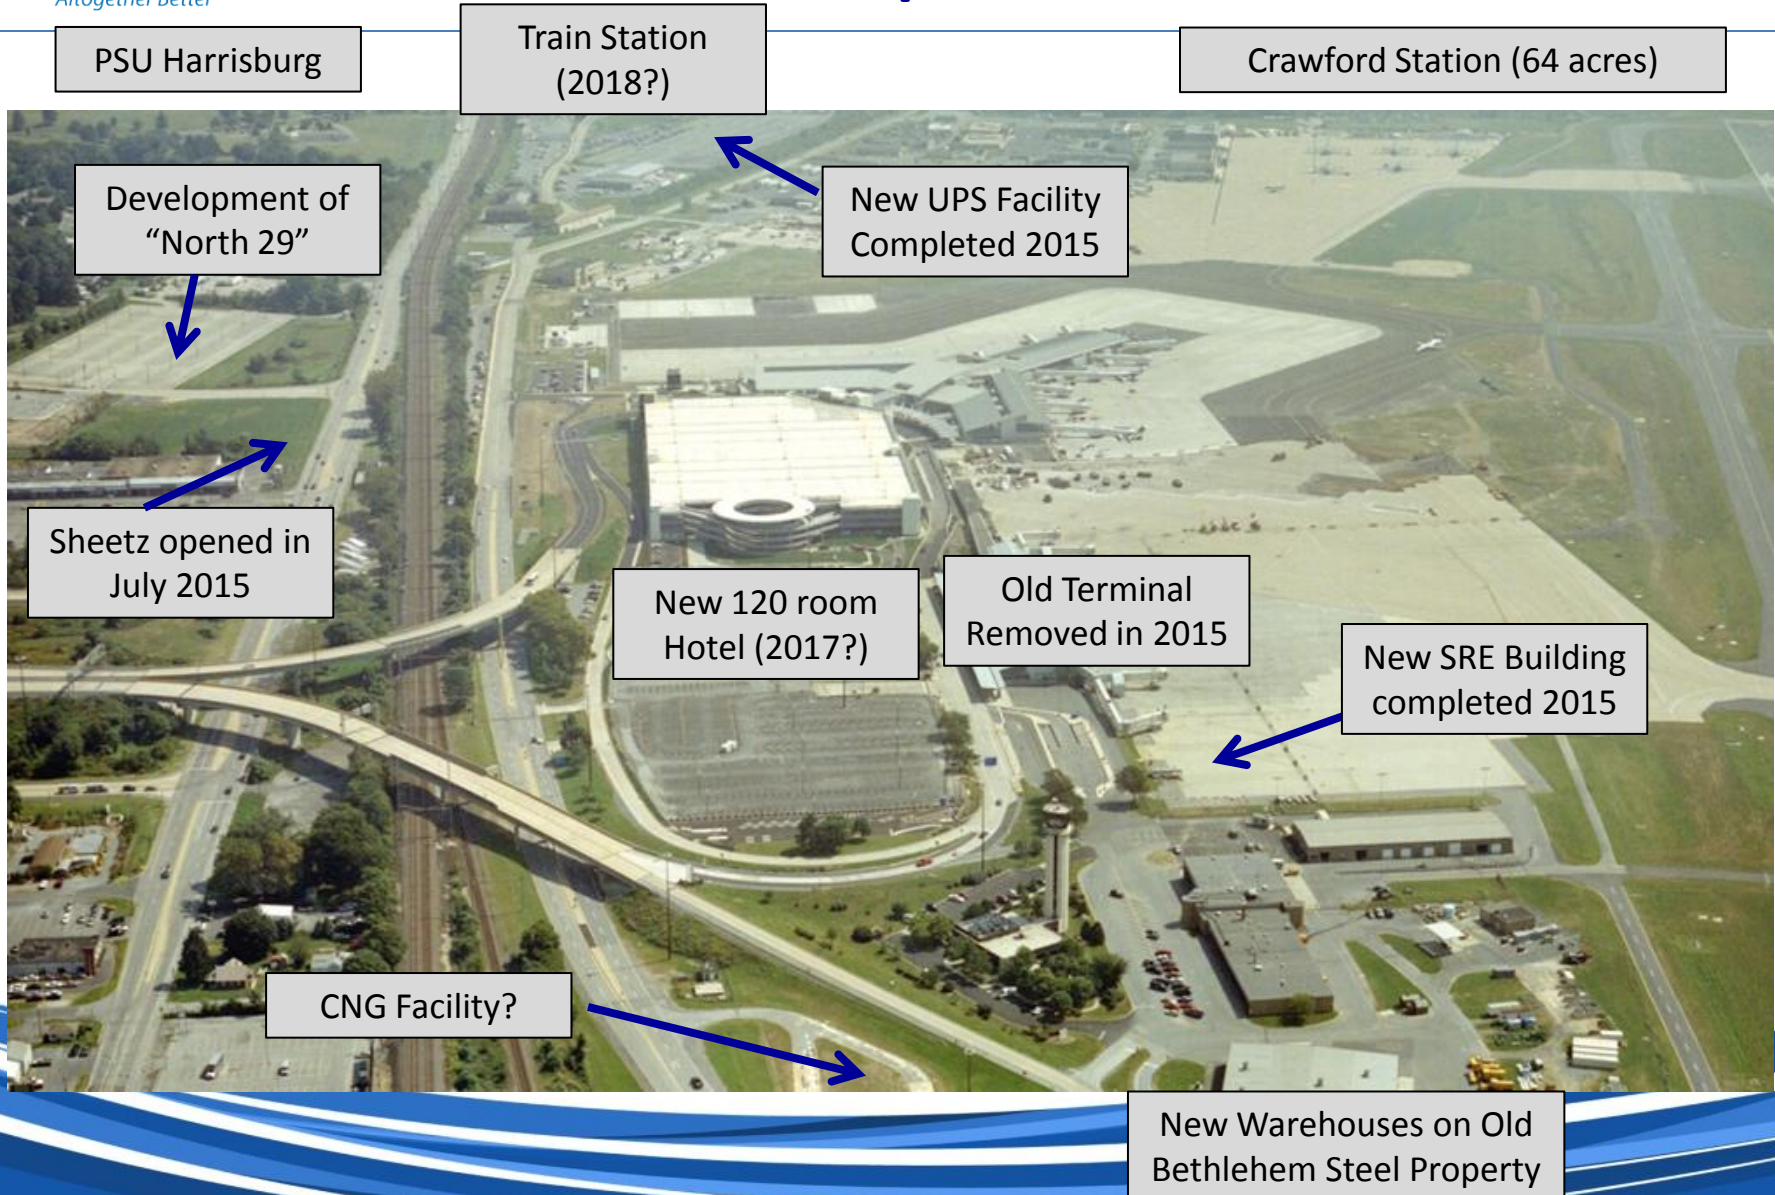 Altogether Better
PSU Harrisburg
Train Station
(2018?)
Crawford Station (64 acres)
Development of
“North 29”
New UPS Facility
Completed 2015
Sheetz opened in
July 2015
New 120 room
Hotel (2017?)
Old Terminal
Removed in 2015
New SRE Building
completed 2015
CNG Facility?
New Warehouses on Old
Bethlehem Steel Property